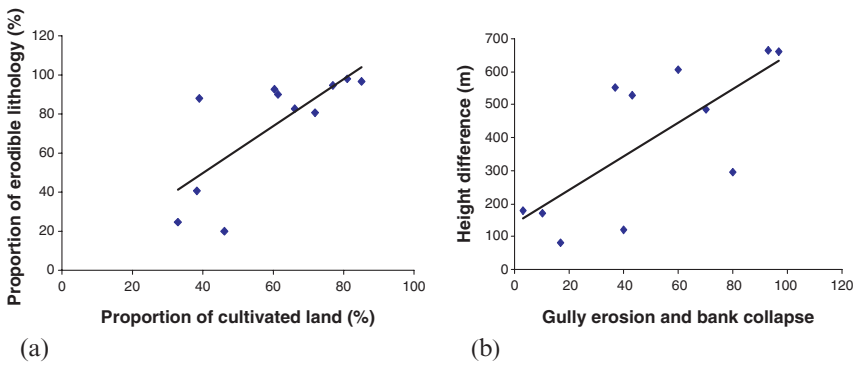 Proportion of erodible lithology (%)
120
100
80
60
40
20
0
0 20 40 60 80 100
Proportion of cultivated land (%)
(a)
Height difference (m)
700
600
500
400
300
200
100
0
0 20 40 60 80 100 120
Gully erosion and bank collapse
(b)